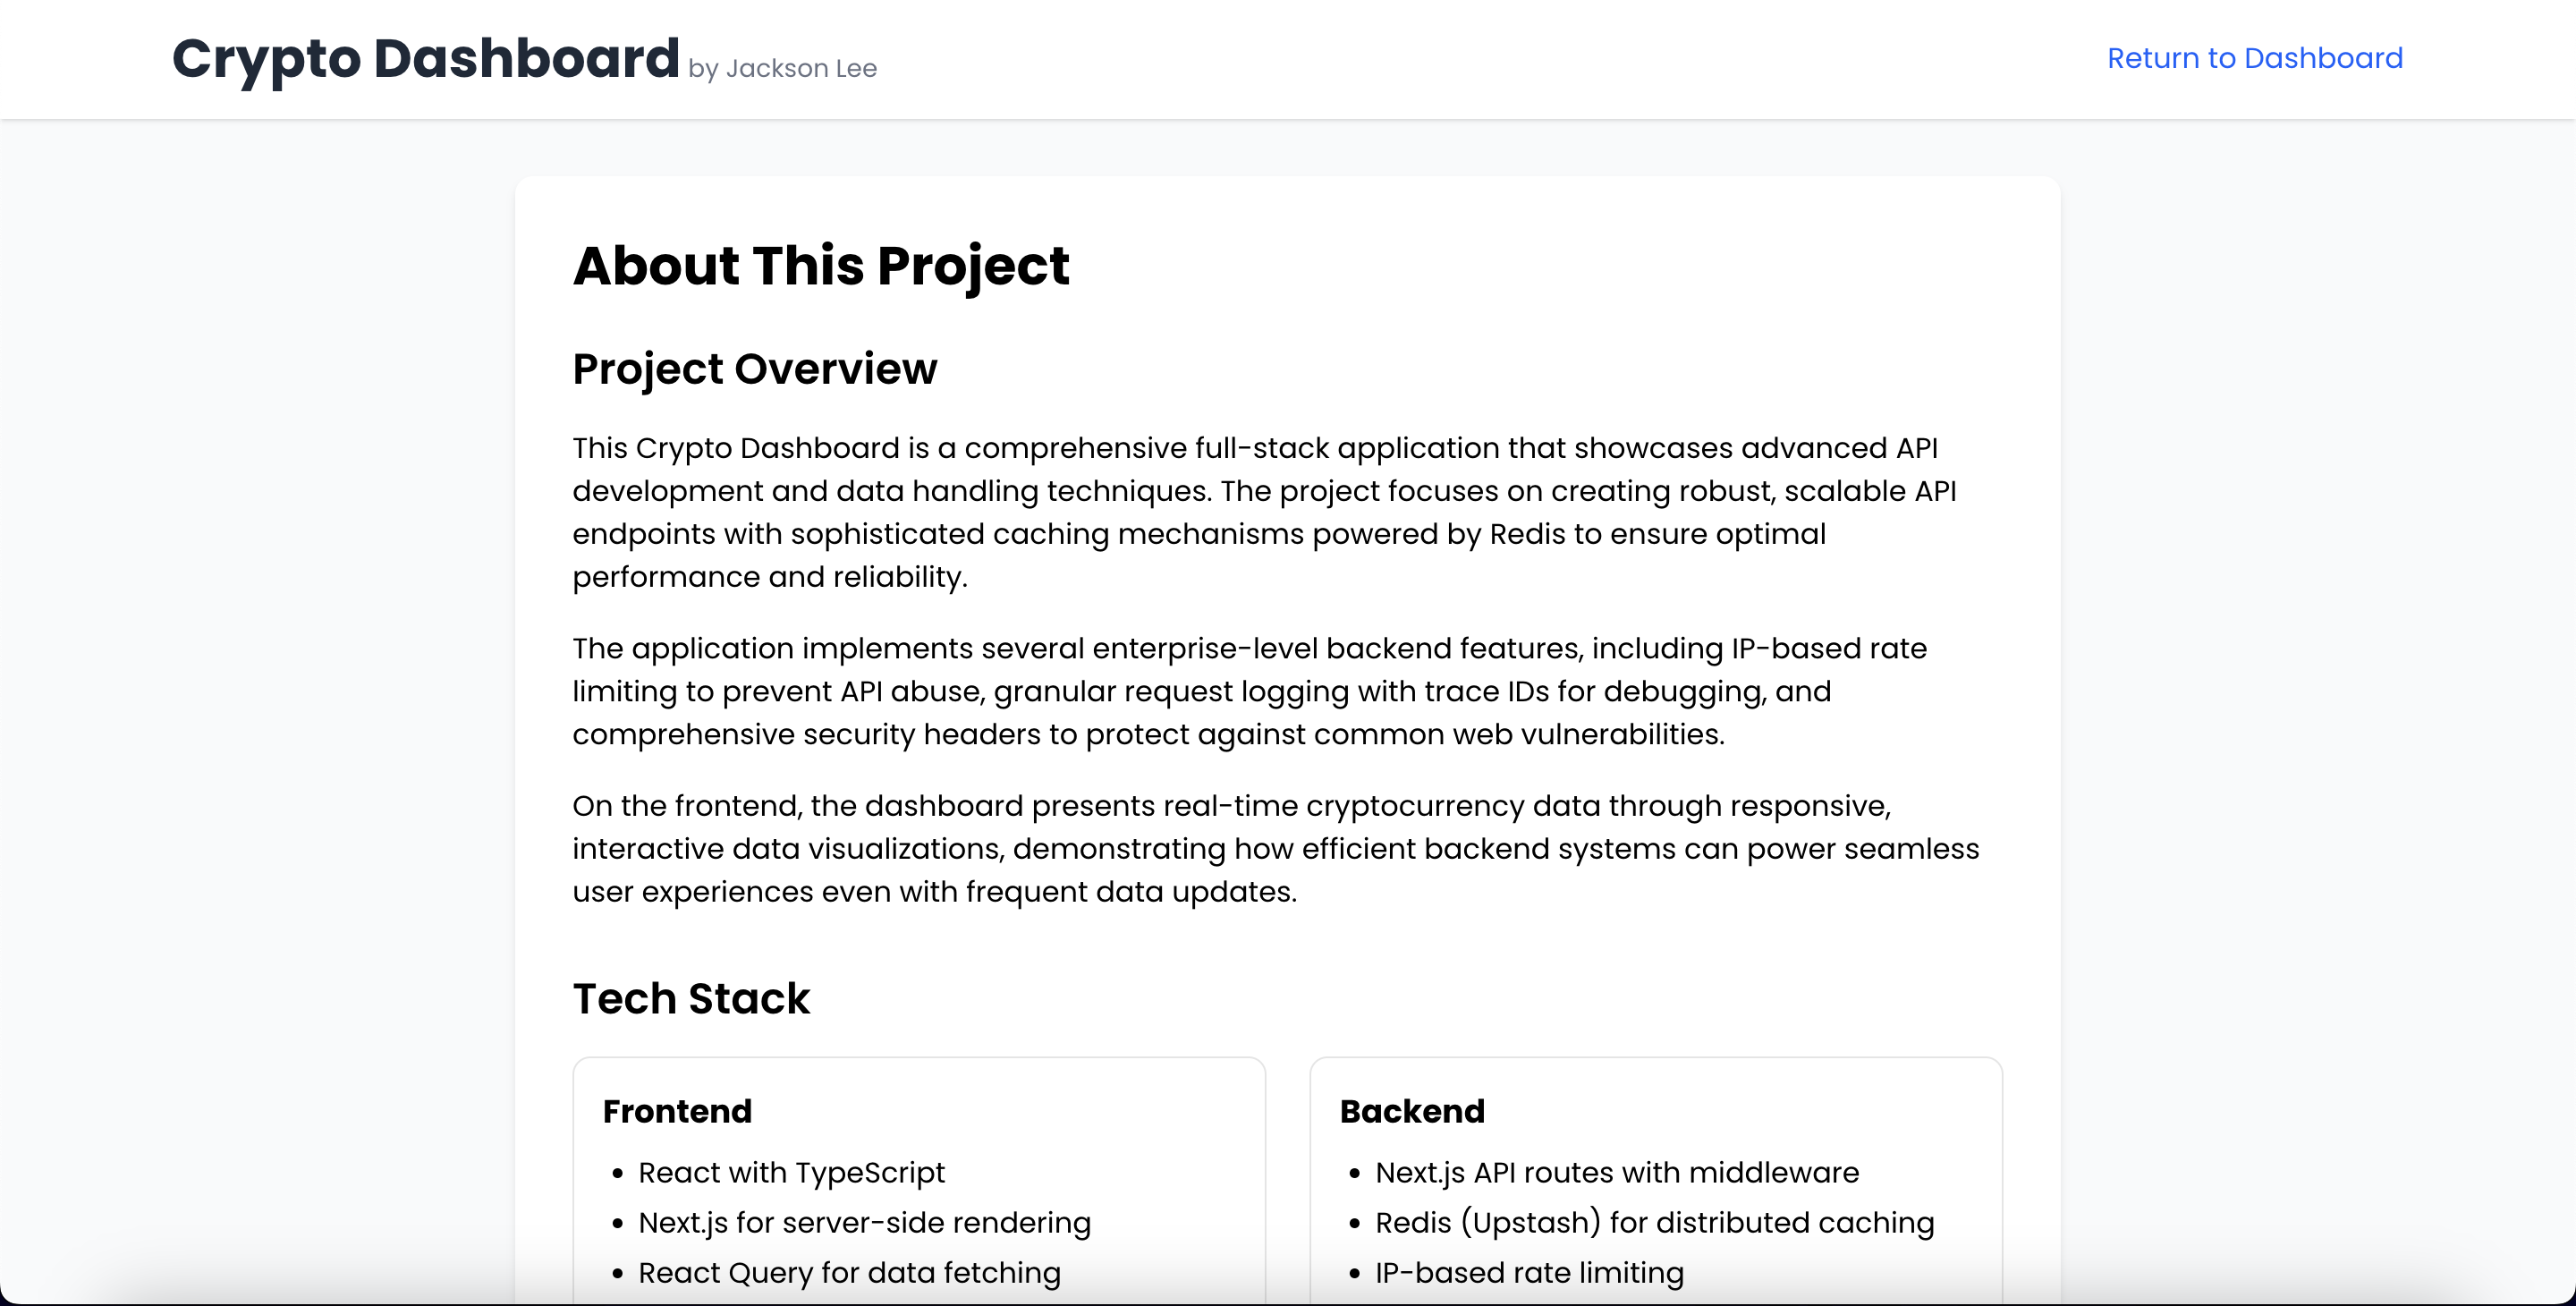 Crypto Dashboard by Jackson Lee
Return to Dashboard
About This Project
Project Overview
This Crypto Dashboard is a comprehensive full-stack application that showcases advanced API
development and data handling techniques. The project focuses on creating robust, scalable API
endpoints with sophisticated caching mechanisms powered by Redis to ensure optimal
performance and reliability.
The application implements several enterprise-level backend features, including IP-based rate
limiting to prevent API abuse, granular request logging with trace IDs for debugging, and
comprehensive security headers to protect against common web vulnerabilities.
On the frontend, the dashboard presents real-time cryptocurrency data through responsive,
interactive data visualizations, demonstrating how efficient backend systems can power seamless
user experiences even with frequent data updates.
Tech Stack
Frontend
• React with TypeScript
• Next.js for server-side rendering
• React Query for data fetching
Backend
• Next.js API routes with middleware
• Redis (Upstash) for distributed caching
• IP-based rate limiting